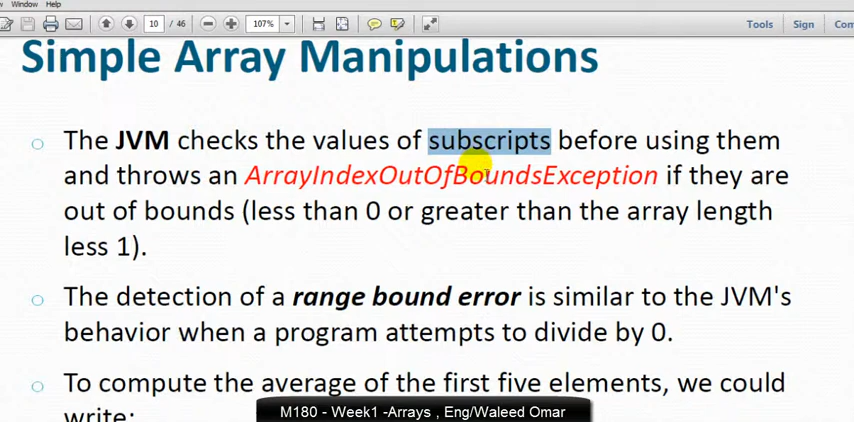 Window Help
10 / 46 107% Tools Sign
Simple Array Manipulations
The JVM checks the values of subscripts before using them
and throws an ArrayIndexOutOfBoundsException if they are
out of bounds (less than 0 or greater than the array length
less 1).
The detection of a range bound error is similar to the JVM's
behavior when a program attempts to divide by 0.
To compute the average of the first five elements, we could
write:
M180 - Week1 -Arrays , Eng/Waleed Omar